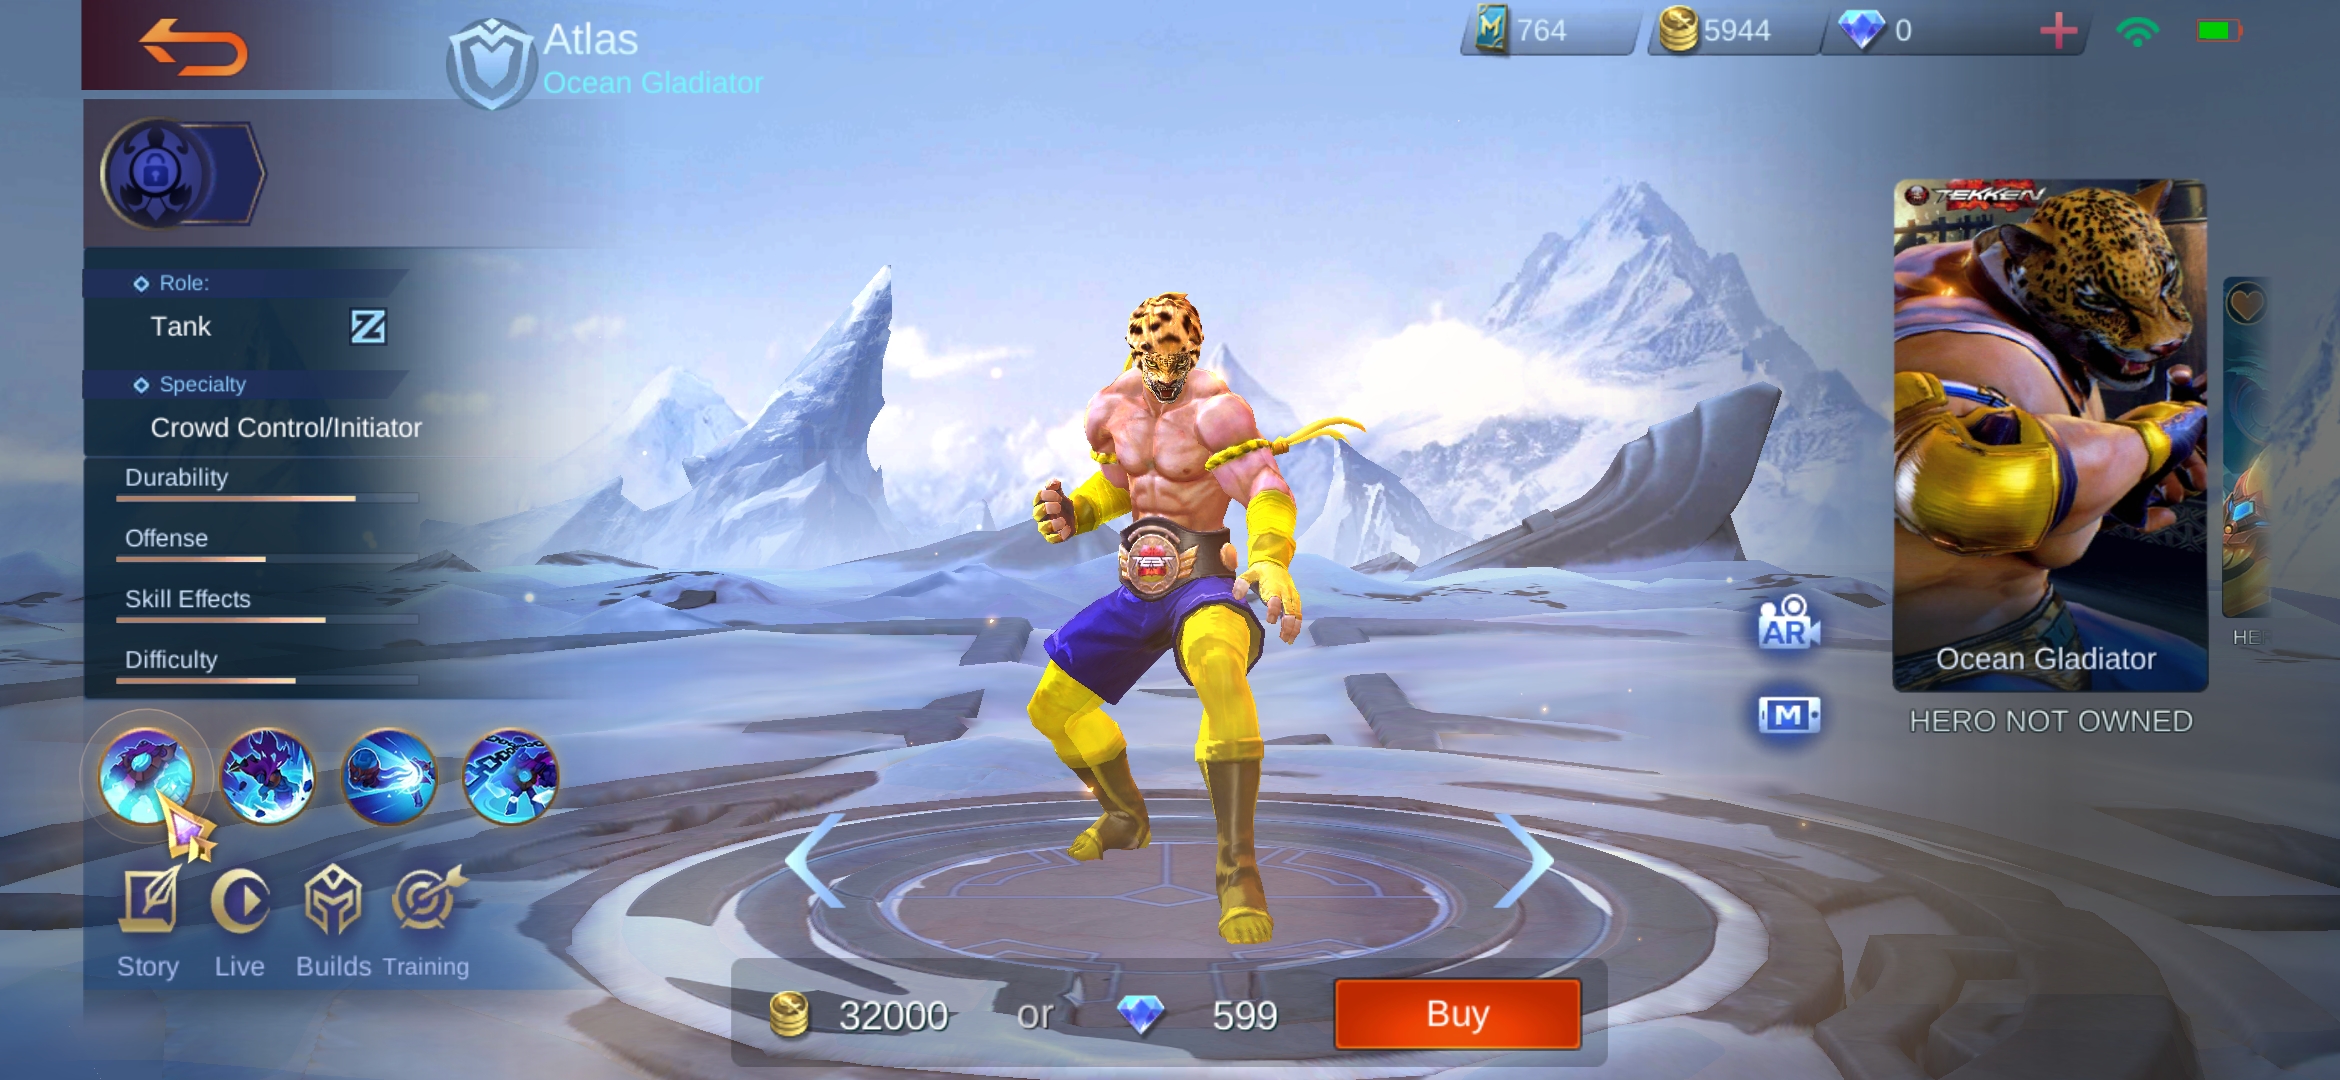 Atlas
Ocean Gladiator
764
5944
0
Role:
Tank
Specialty
Crowd Control/Initiator
Durability
Offense
Skill Effects
Difficulty
Story
Live
Builds
Training
32000
or
599
Buy
AR
M
TEKKEN
Ocean Gladiator
HERO NOT OWNED
HE